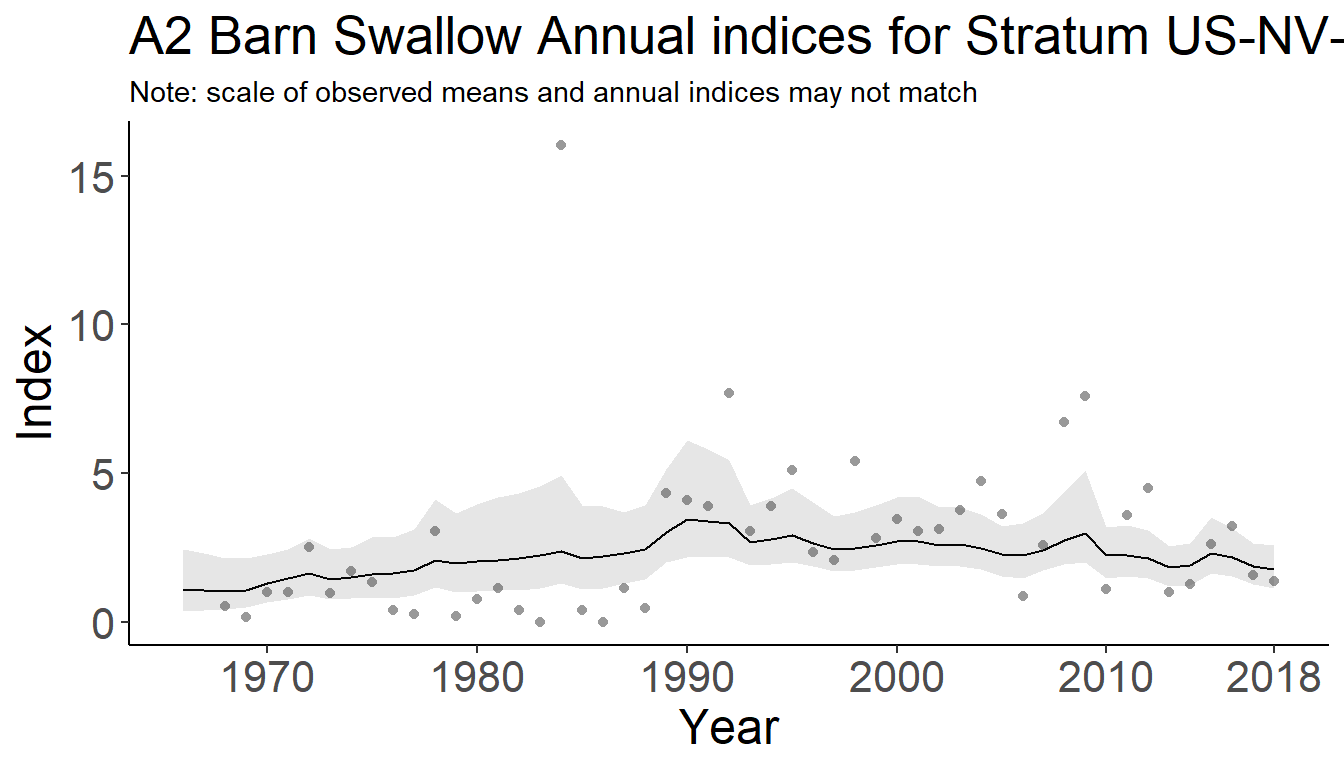 A2 Barn Swallow Annual indices for Stratum US-NV-
Note: scale of observed means and annual indices may not match
15
10
5
0
Index
1970 1980 1990 2000 2010 2018
Year